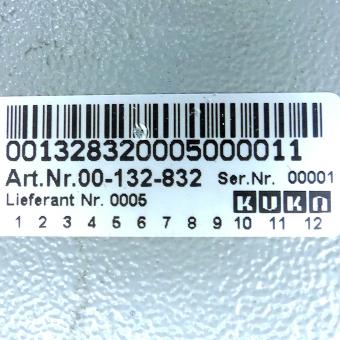 001328320005000011
Art.Nr.00-132-832 Ser.Nr. 00001
Lieferant Nr. 0005 KUKA
1 2 3 4 5 6 7 8 9 10 11 12